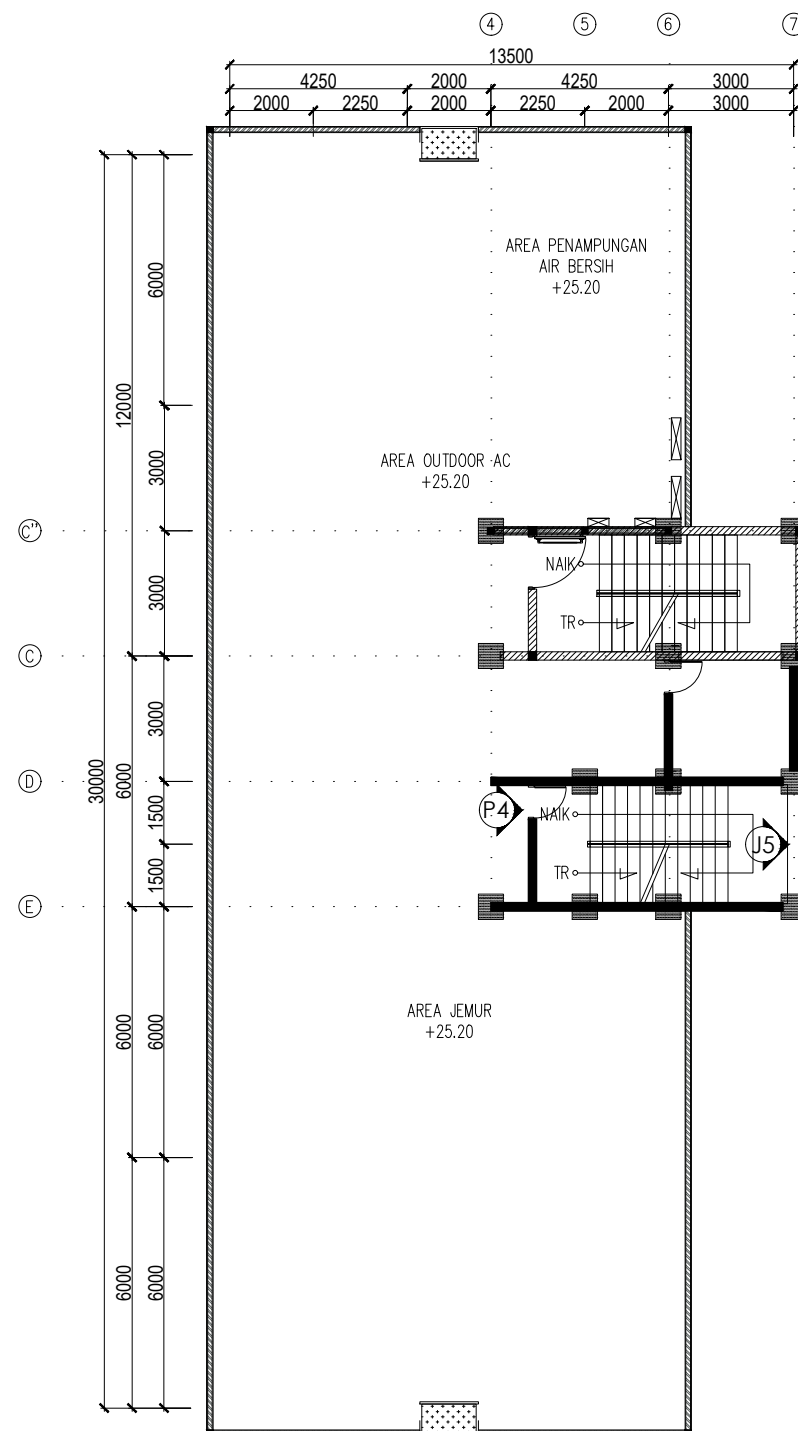 4 5 6 7
13500
4250 2000 4250 3000
2000 2250 2000 2250 2000 3000
AREA PENAMPUNGAN
AIR BERSIH
+25.20
6000
12000
3000
AREA OUTDOOR AC
+25.20
C"
NAIK
3000
TR
C
3000
30000
6000
D
1500
P4
NAIK
J5
1500
TR
E
AREA JEMUR
+25.20
6000
6000
6000
6000